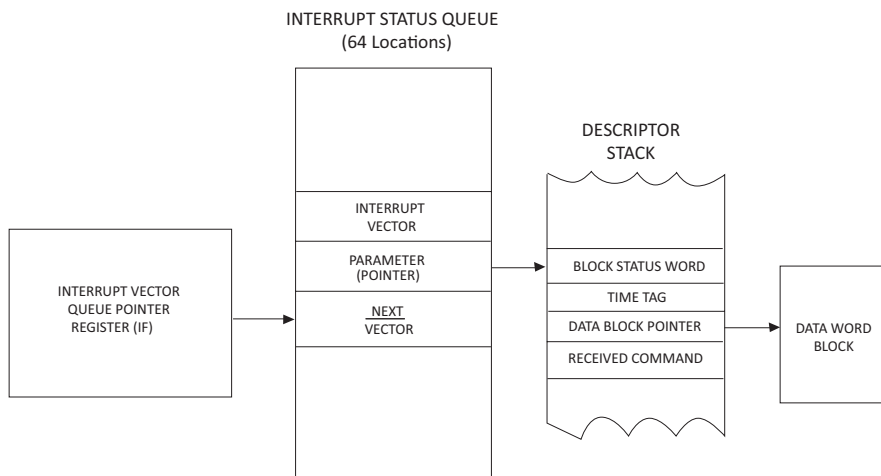 INTERRUPT STATUS QUEUE
(64 Locations)
DESCRIPTOR
STACK
INTERRUPT
VECTOR
PARAMETER
(POINTER)
NEXT
VECTOR
INTERRUPT VECTOR
QUEUE POINTER
REGISTER (IF)
BLOCK STATUS WORD
TIME TAG
DATA BLOCK POINTER
RECEIVED COMMAND
DATA WORD
BLOCK